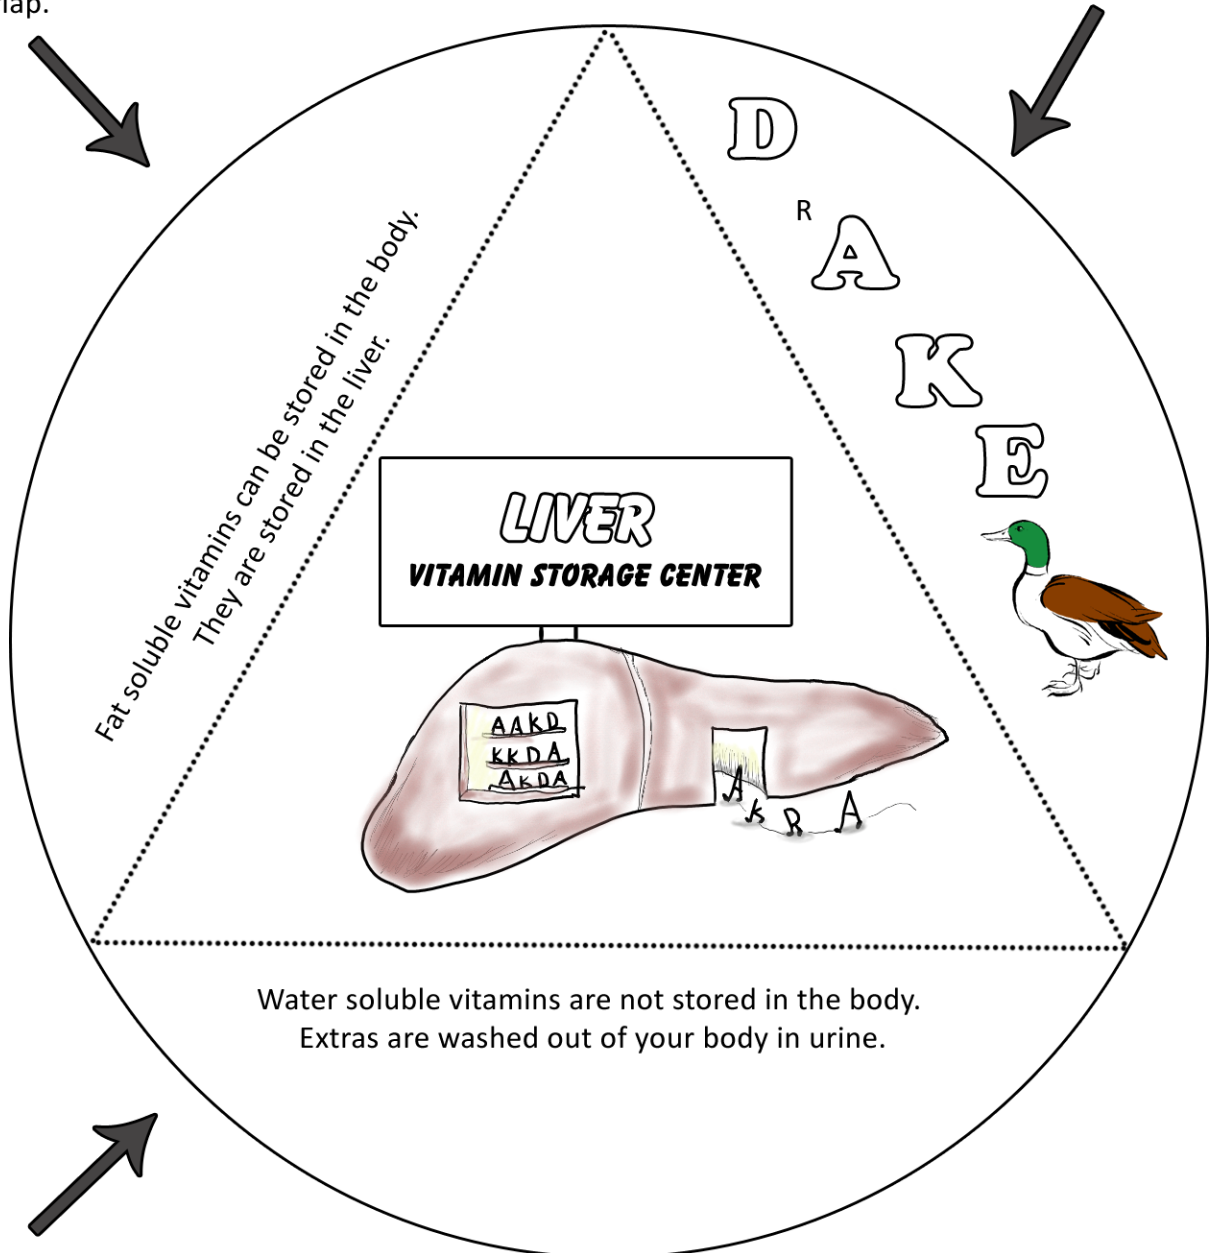 lap.
D
R
A
K
E
Fat soluble vitamins can be stored in the body.
They are stored in the liver.
LIVER
VITAMIN STORAGE CENTER
AAKD
KKDA
AKDA
A
K
R
A
Water soluble vitamins are not stored in the body.
Extras are washed out of your body in urine.